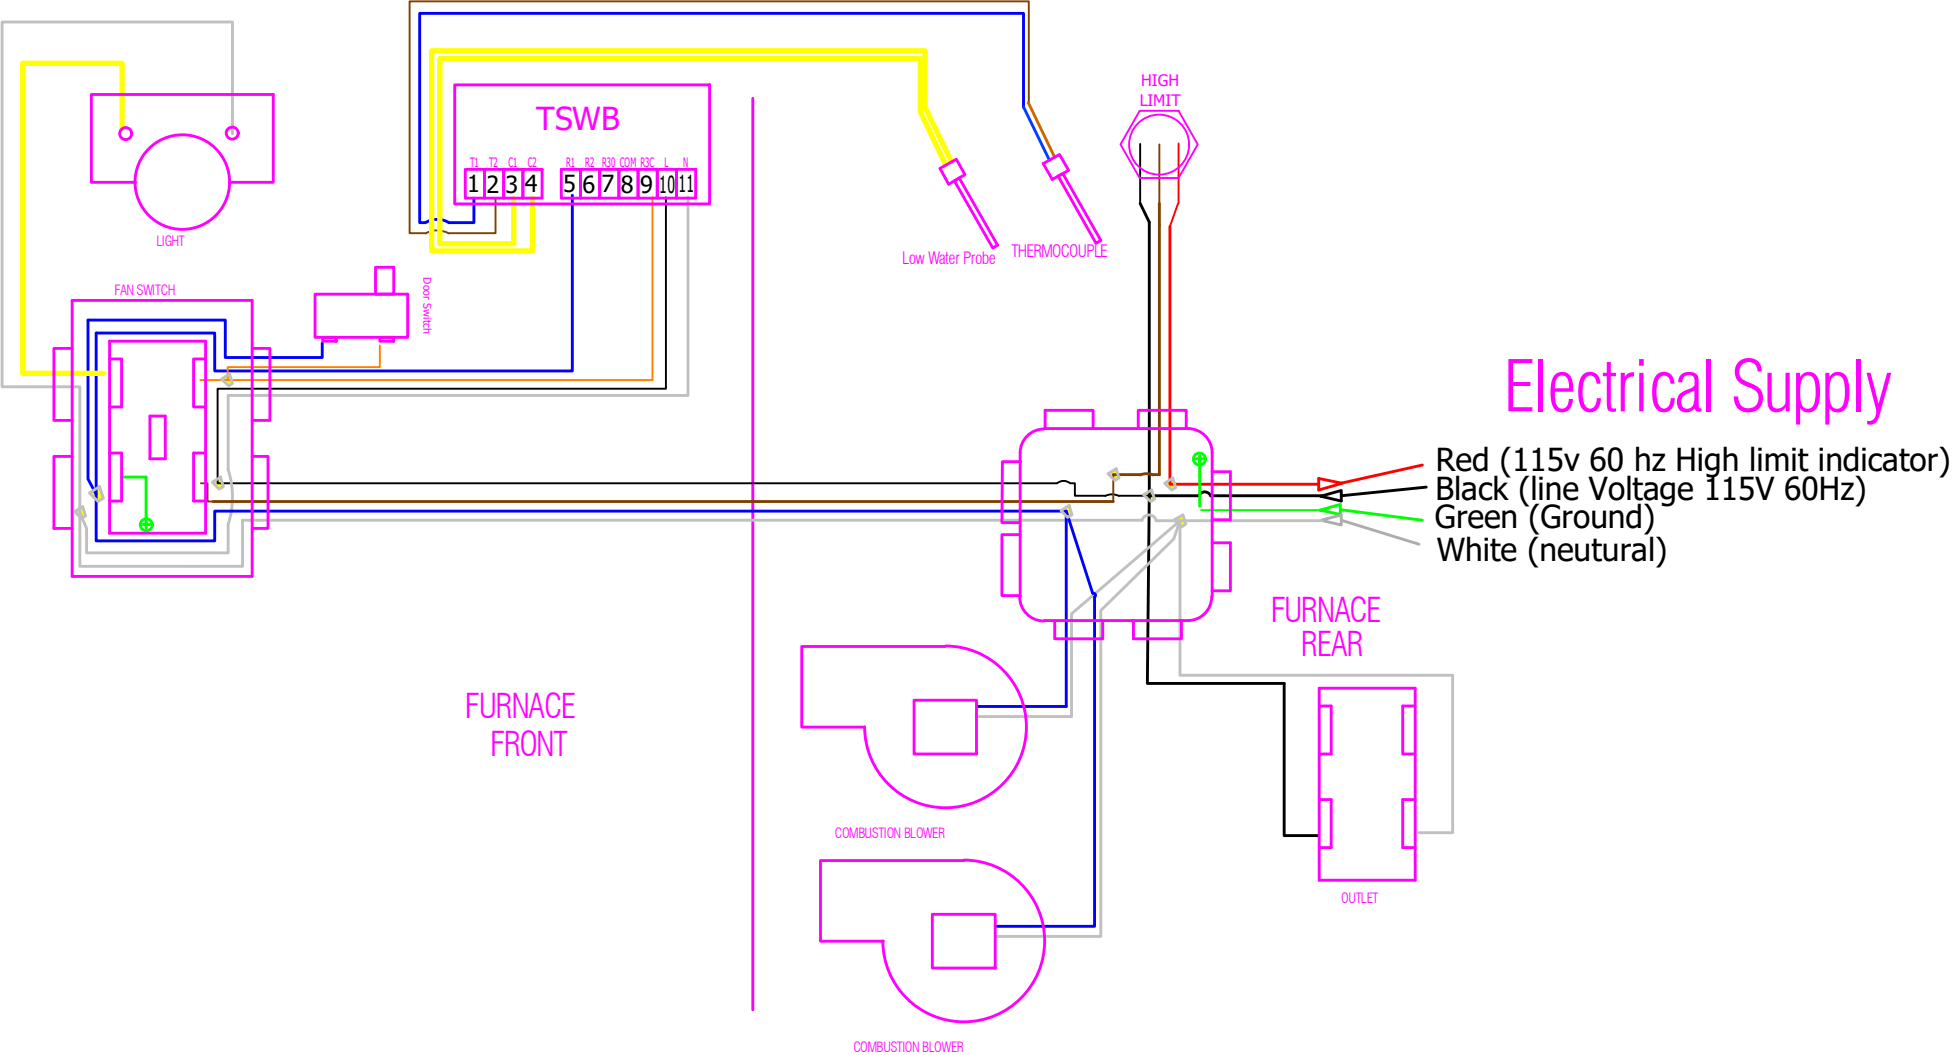 HIGH
LIMIT
TSWB
T1 T2 C1 C2 R1 R2 R30 COM R3C L N
1 2 3 4 5 6 7 8 9 10 11
LIGHT
Low Water Probe
THERMOCOUPLE
FAN SWITCH
Door Switch
Electrical Supply
Red (115v 60 hz High limit indicator)
Black (line Voltage 115V 60Hz)
Green (Ground)
White (neutural)
FURNACE
REAR
FURNACE
FRONT
COMBUSTION BLOWER
OUTLET
COMBUSTION BLOWER